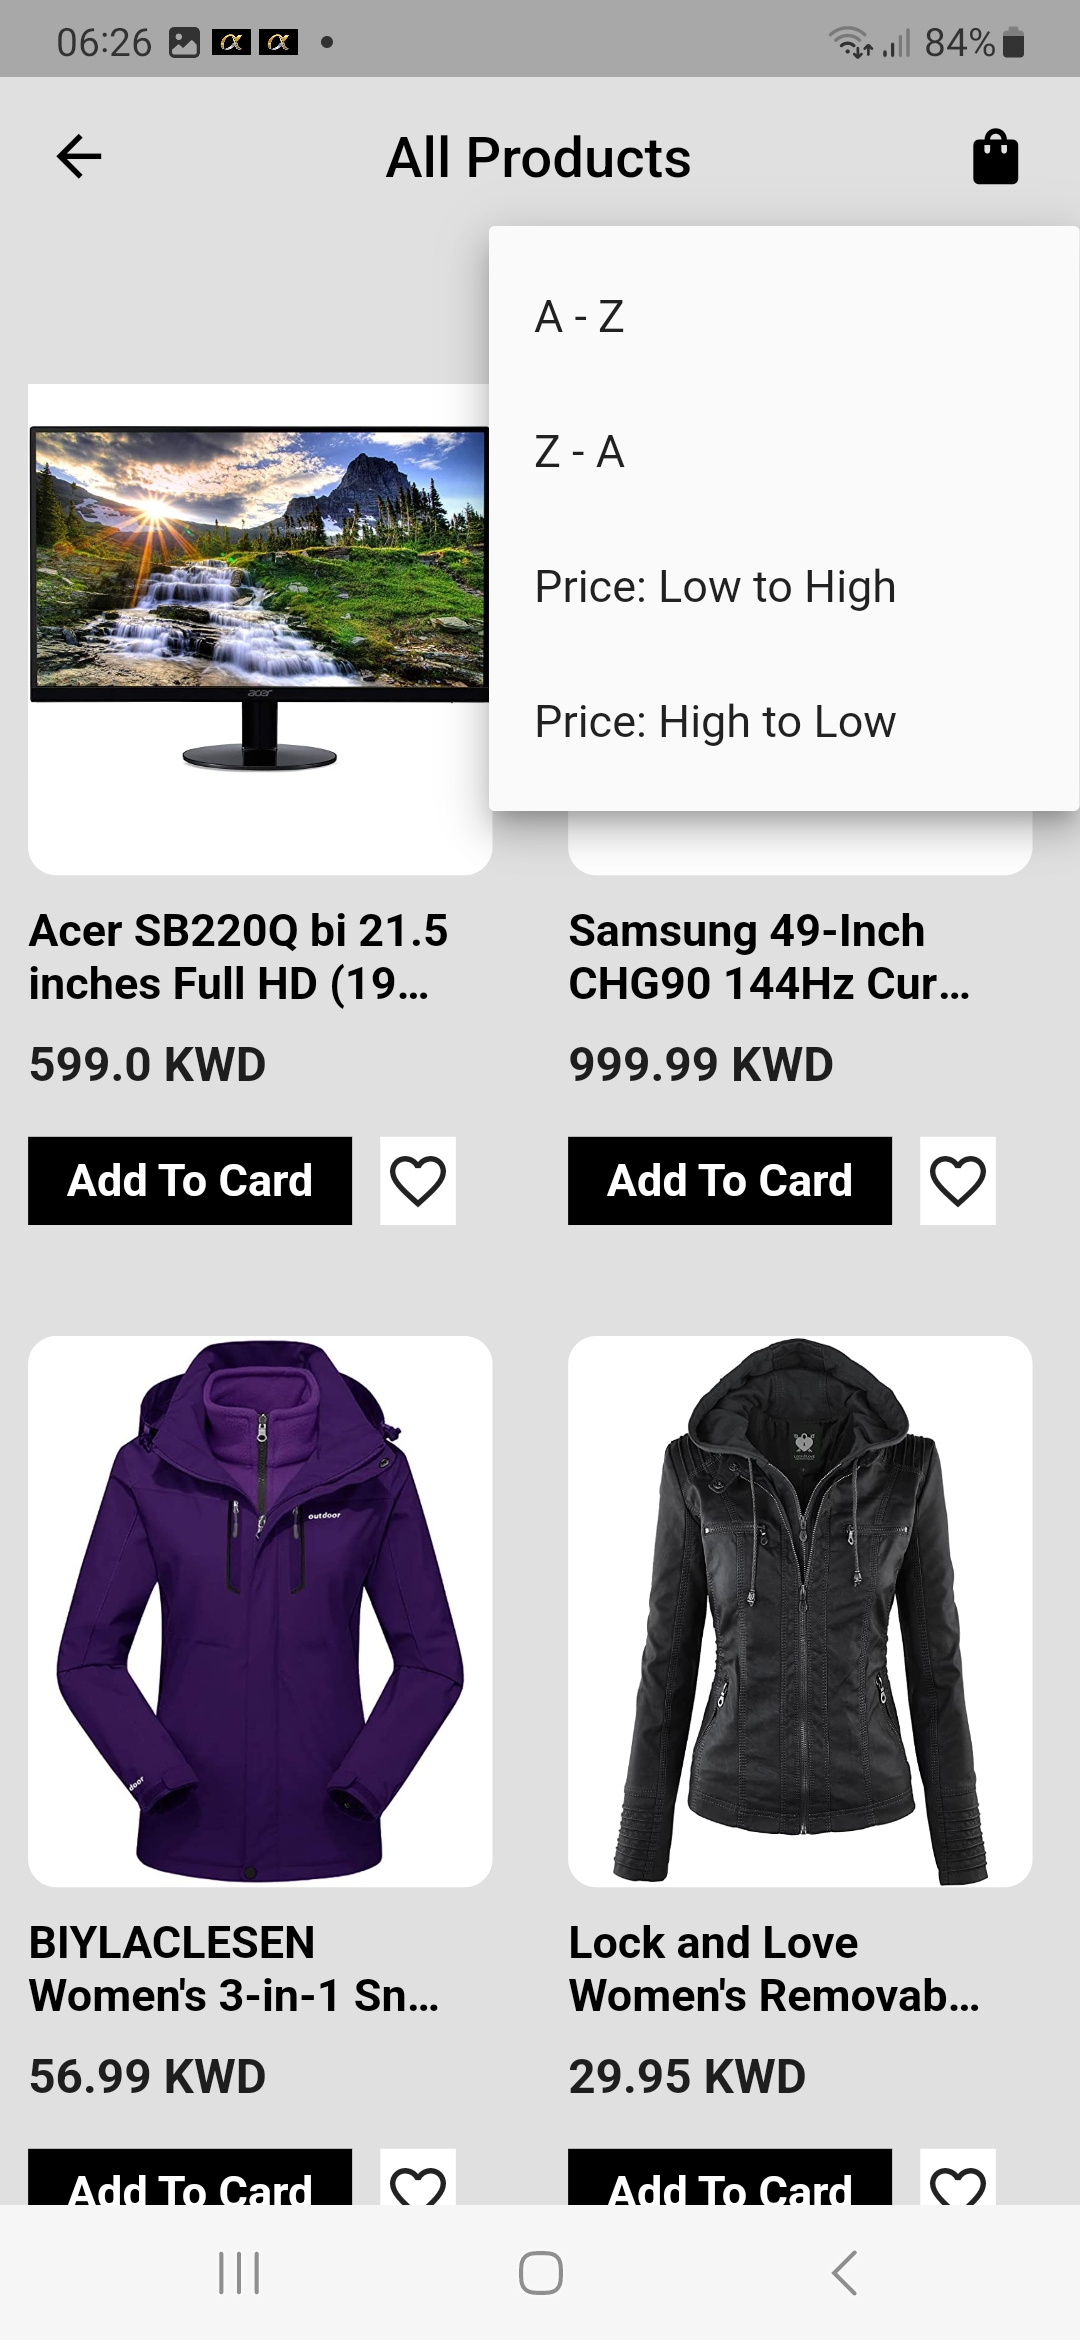 06:26
84%
All Products
A - Z
Z - A
Price: Low to High
Price: High to Low
acer
Acer SB220Q bi 21.5
inches Full HD (19...
599.0 KWD
Add To Card
Samsung 49-Inch
CHG90 144Hz Cur...
999.99 KWD
Add To Card
outdoor
door
BIYLACLESEN
Women's 3-in-1 Sn...
56.99 KWD
Add To Card
Lock and Love
Women's Removab...
29.95 KWD
Add To Card